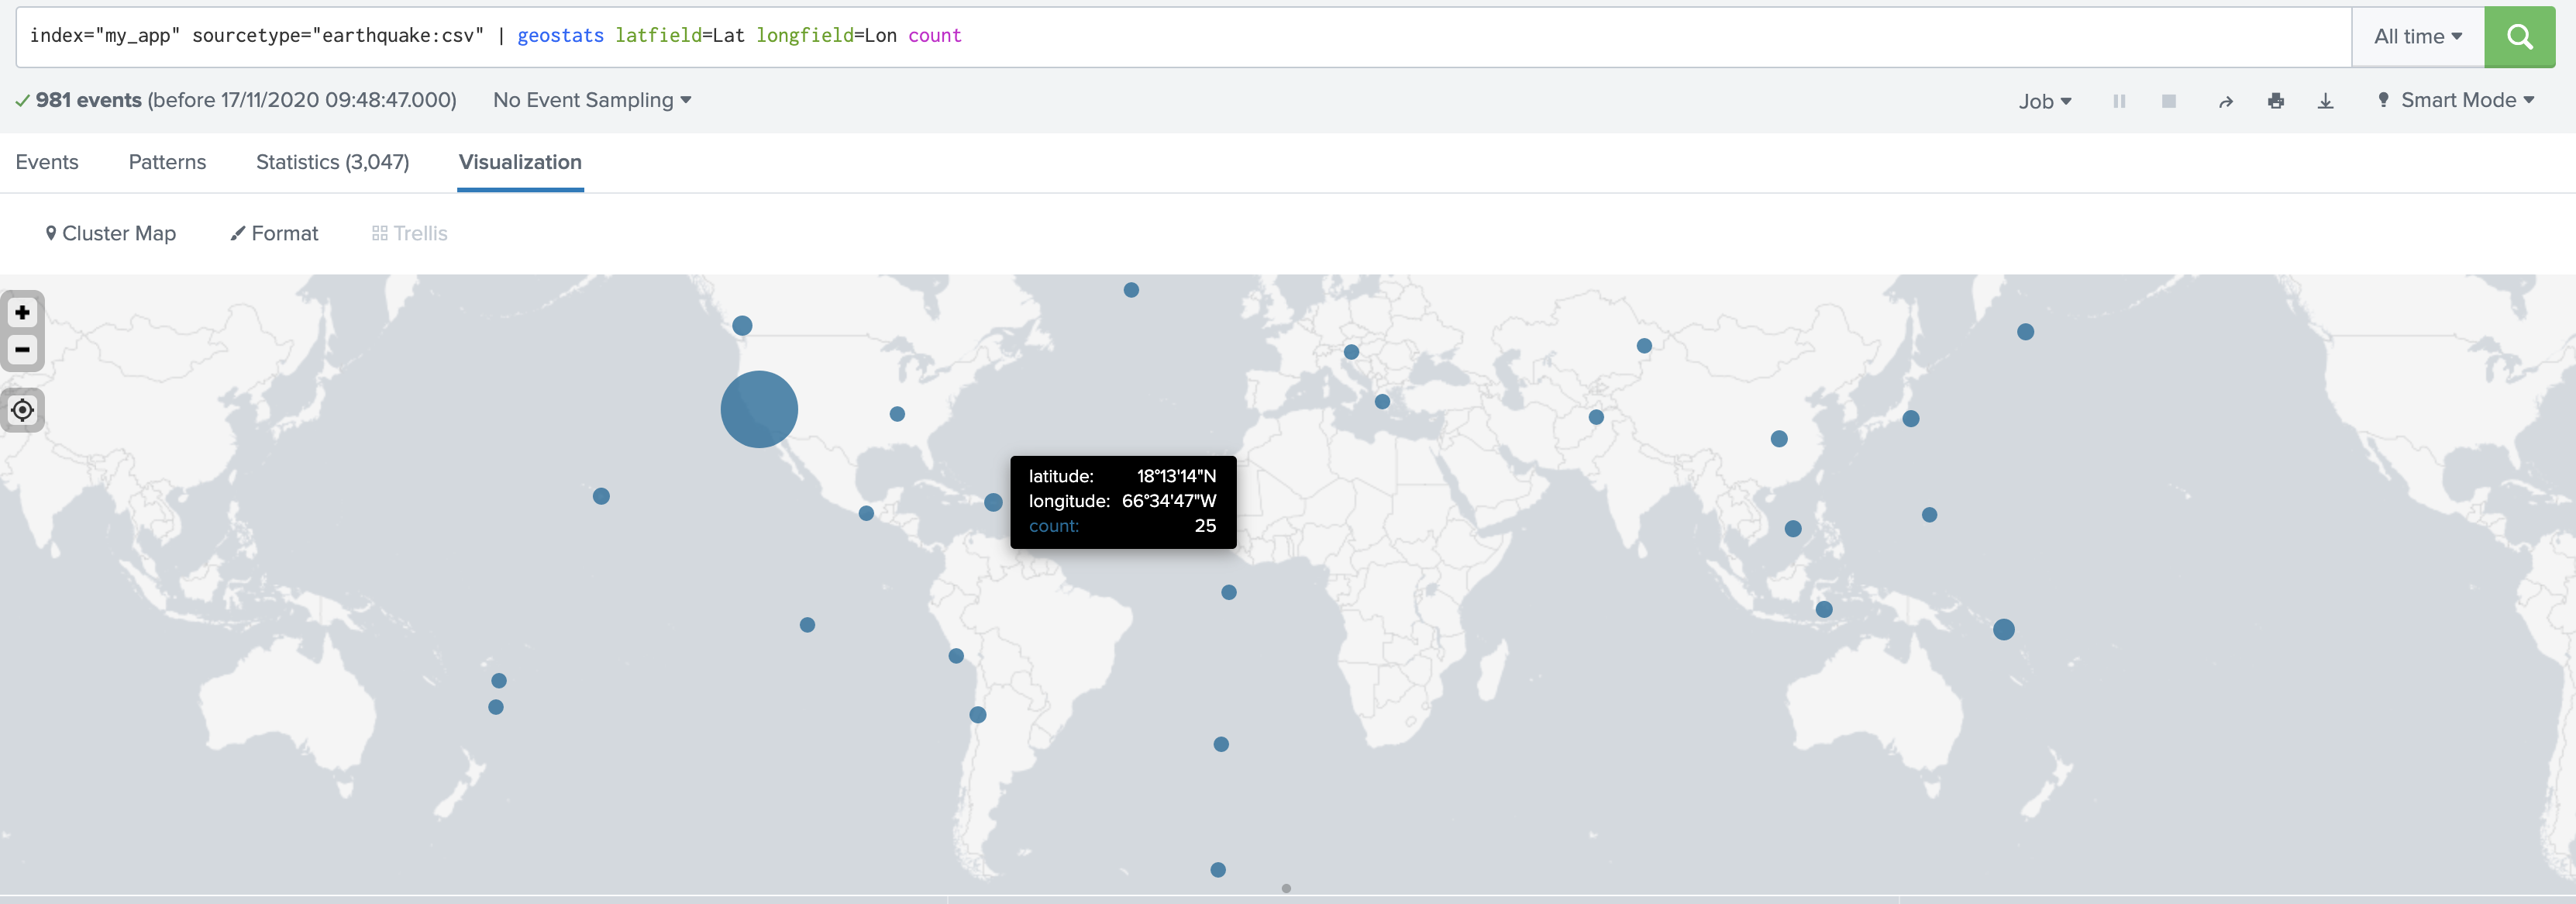 index="my_app" sourcetype="earthquake:csv" | geostats latfield=Lat longfield=Lon count
All time
981 events (before 17/11/2020 09:48:47.000)
No Event Sampling
Job
Smart Mode
Events
Patterns
Statistics (3,047)
Visualization
Cluster Map
Format
Trellis
latitude: 18°13'14"N
longitude: 66°34'47"W
count: 25